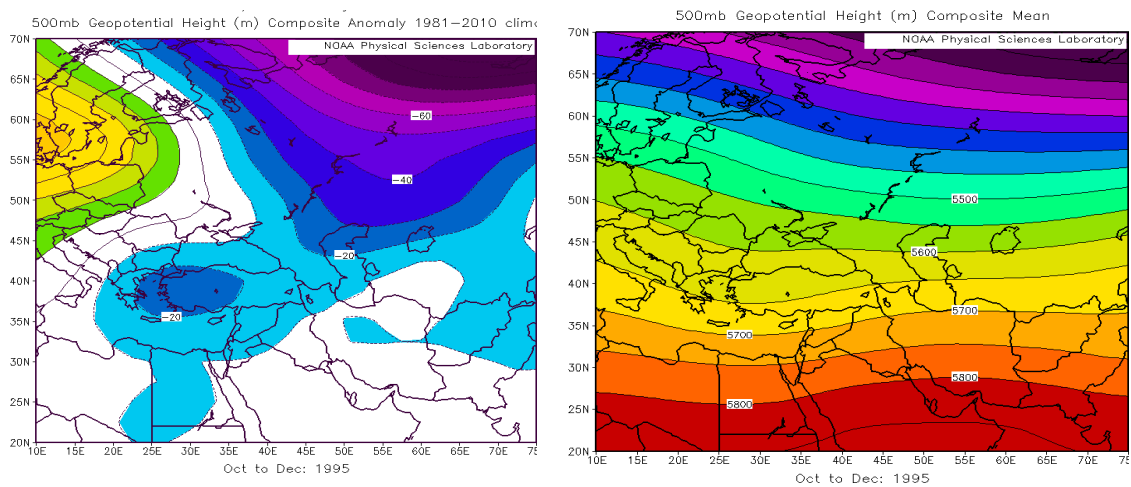 500mb Geopotential Height (m) Composite Anomaly 1981−2010 clim
NOAA Physical Sciences Laboratory
70N
65N
60N
55N
50N
45N
40N
35N
30N
25N
20N
−60
−40
−20
−20
10E 15E 20E 25E 30E 35E 40E 45E 50E 55E 60E 65E 70E 75E
Oct to Dec: 1995
500mb Geopotential Height (m) Composite Mean
NOAA Physical Sciences Laboratory
70N
65N
60N
55N
50N
45N
40N
35N
30N
25N
20N
5500
5600
5700
5700
5800
5800
10E 15E 20E 25E 30E 35E 40E 45E 50E 55E 60E 65E 70E 75E
Oct to Dec: 1995